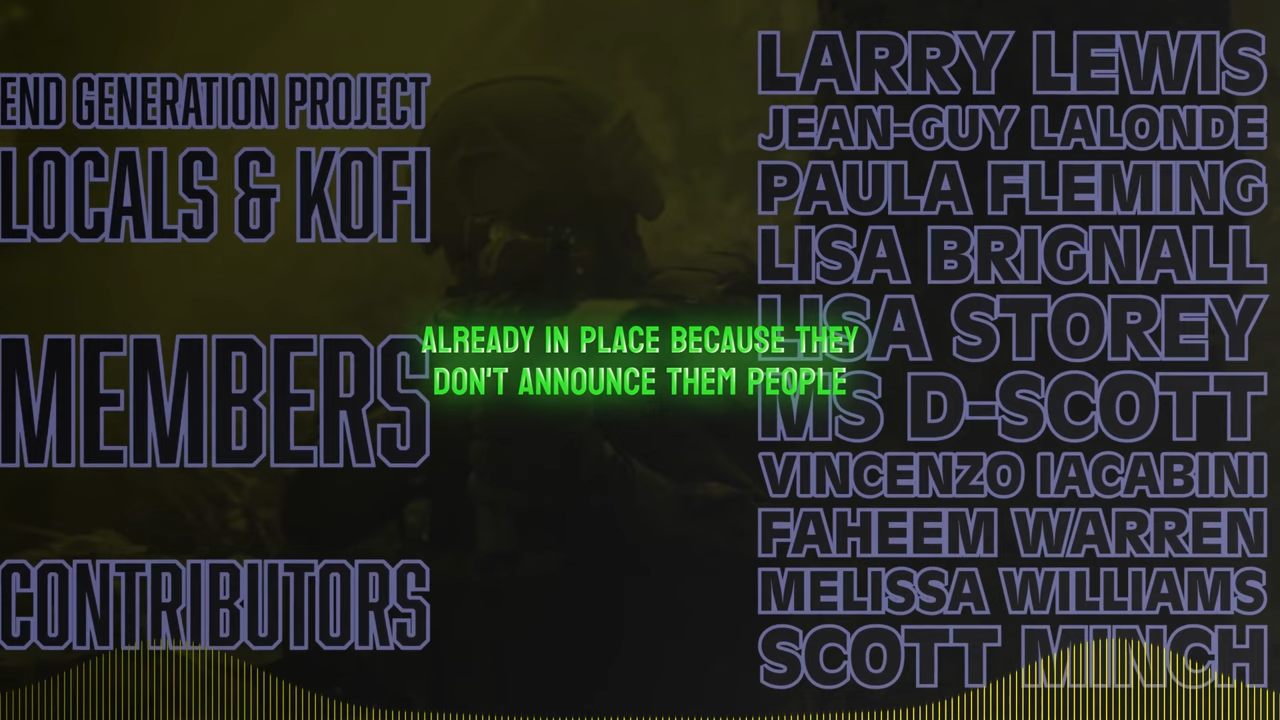 END GENERATION PROJECT
LOCALS & KOFI
MEMBERS
CONTRIBUTORS
ALREADY IN PLACE BECAUSE THEY
DON'T ANNOUNCE THEM PEOPLE
LARRY LEWIS
JEAN-GUY LALONDE
PAULA FLEMING
LISA BRIGNALL
LISA STOREY
MS D-SCOTT
VINCENZO IACABINI
FAHEEM WARREN
MELISSA WILLIAMS
SCOTT MINCH